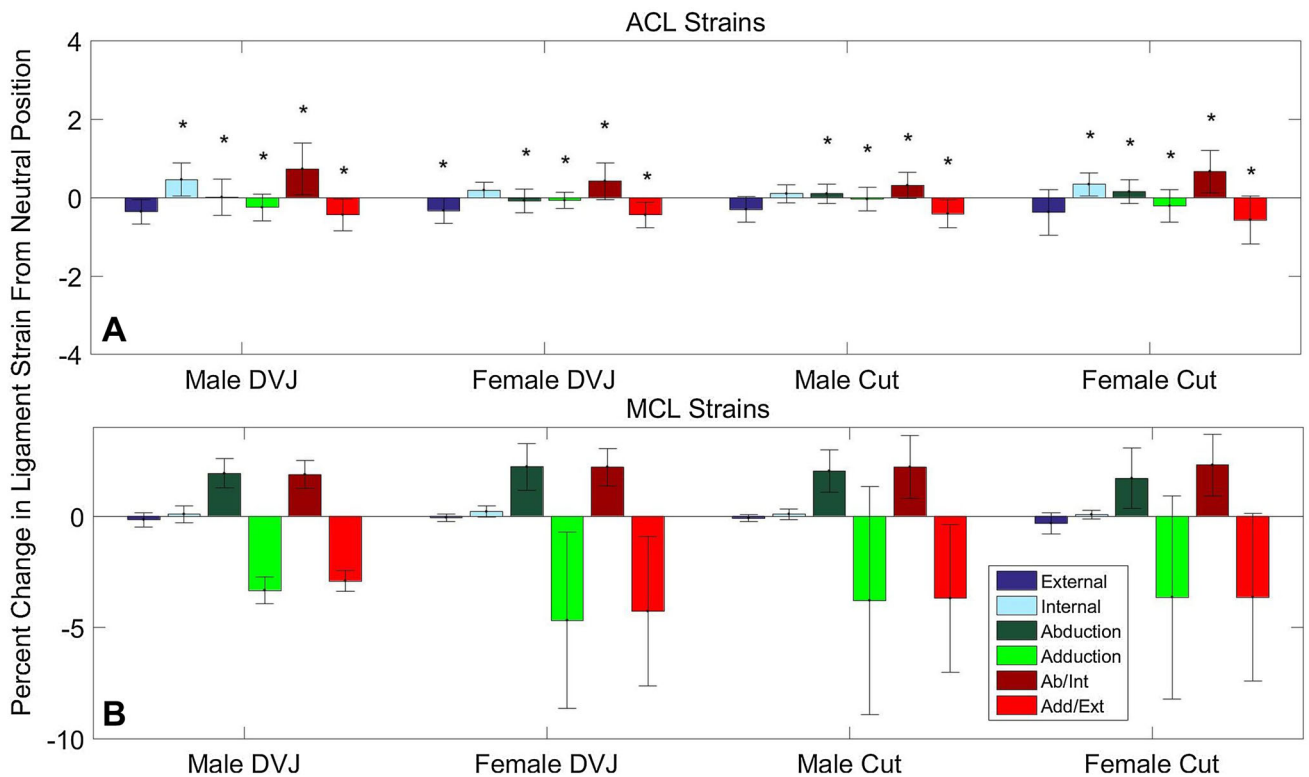 ACL Strains
Percent Change in Ligament Strain From Neutral Position
4
2
0
-2
-4
* * * * *
* * * * *
* * * * *
* * * * *
A
Male DVJ Female DVJ Male Cut Female Cut
MCL Strains
0
-5
-10
B
External
Internal
Abduction
Adduction
Ab/Int
Add/Ext
Male DVJ Female DVJ Male Cut Female Cut